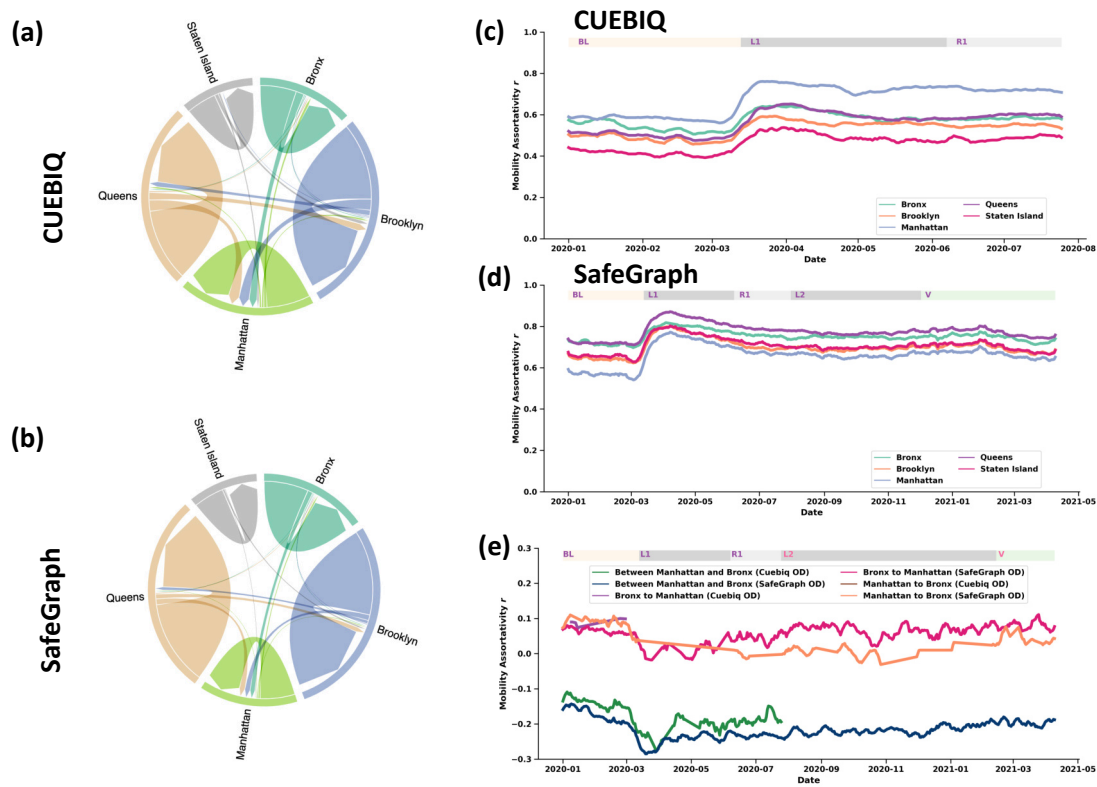 (a)
CUEBIQ
Staten Island
Bronx
Queens
Brooklyn
Manhattan
(b)
SafeGraph
Staten Island
Bronx
Queens
Brooklyn
Manhattan
(c)
CUEBIQ
BL L1 R1
1.0
0.8
0.6
0.4
0.2
0.0
Mobility Assortativity r
Bronx Queens
Brooklyn Staten Island
Manhattan
2020-01 2020-02 2020-03 2020-04 2020-05 2020-06 2020-07 2020-08
Date
(d)
SafeGraph
BL L1 R1 L2 V
1.0
0.8
0.6
0.4
0.2
0.0
Mobility Assortativity r
Bronx Queens
Brooklyn Staten Island
Manhattan
2020-01 2020-03 2020-05 2020-07 2020-09 2020-11 2021-01 2021-03 2021-05
Date
(e)
BL L1 R1 L2 V
0.3
0.2
0.1
0.0
−0.1
−0.2
−0.3
Mobility Assortativity r
Between Manhattan and Bronx (Cuebiq OD) Bronx to Manhattan (SafeGraph OD)
Between Manhattan and Bronx (SafeGraph OD) Manhattan to Bronx (Cuebiq OD)
Bronx to Manhattan (Cuebiq OD) Manhattan to Bronx (SafeGraph OD)
2020-01 2020-03 2020-05 2020-07 2020-09 2020-11 2021-01 2021-03 2021-05
Date